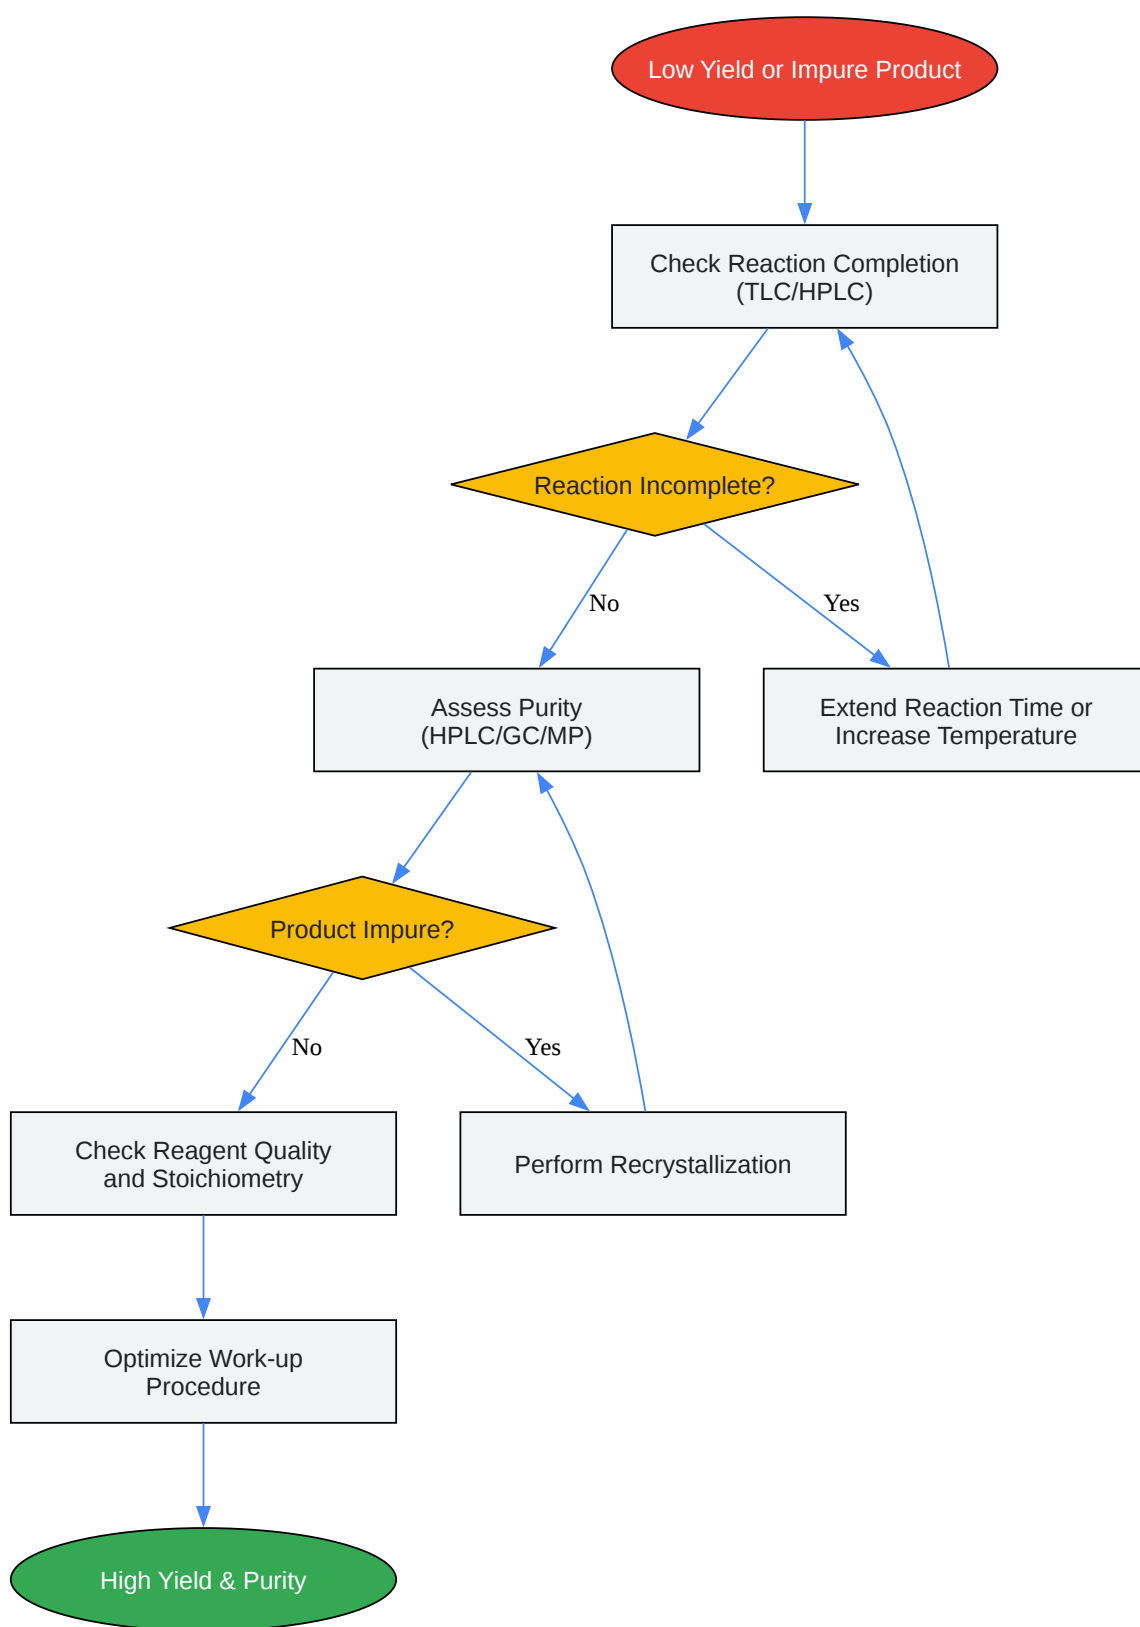 Low Yield or Impure Product
Check Reaction Completion
(TLC/HPLC)
Reaction Incomplete?
No
Yes
Assess Purity
(HPLC/GC/MP)
Extend Reaction Time or
Increase Temperature
Product Impure?
No
Yes
Check Reagent Quality
and Stoichiometry
Perform Recrystallization
Optimize Work-up
Procedure
High Yield & Purity